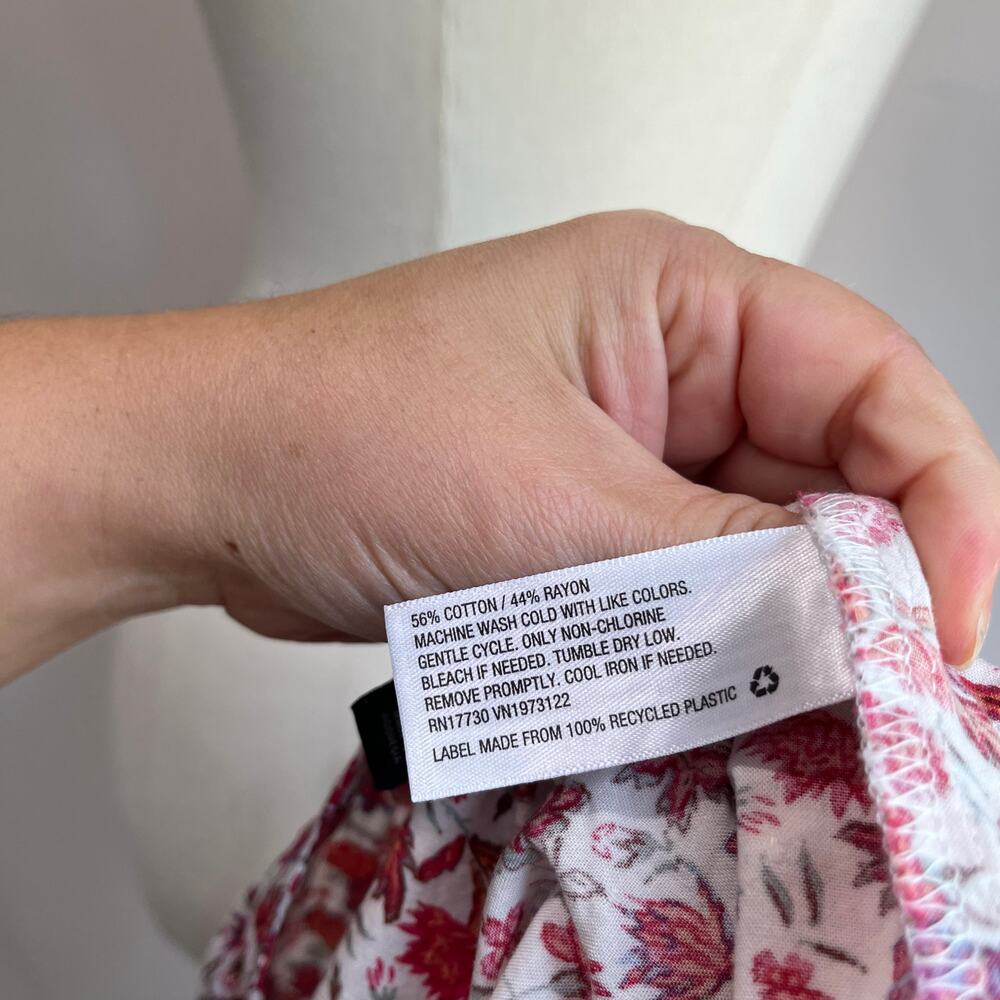 56% COTTON / 44% RAYON
MACHINE WASH COLD WITH LIKE COLORS.
GENTLE CYCLE. ONLY NON-CHLORINE
BLEACH IF NEEDED. TUMBLE DRY LOW.
REMOVE PROMPTLY. COOL IRON IF NEEDED.
RN17730 VN1973122
LABEL MADE FROM 100% RECYCLED PLASTIC